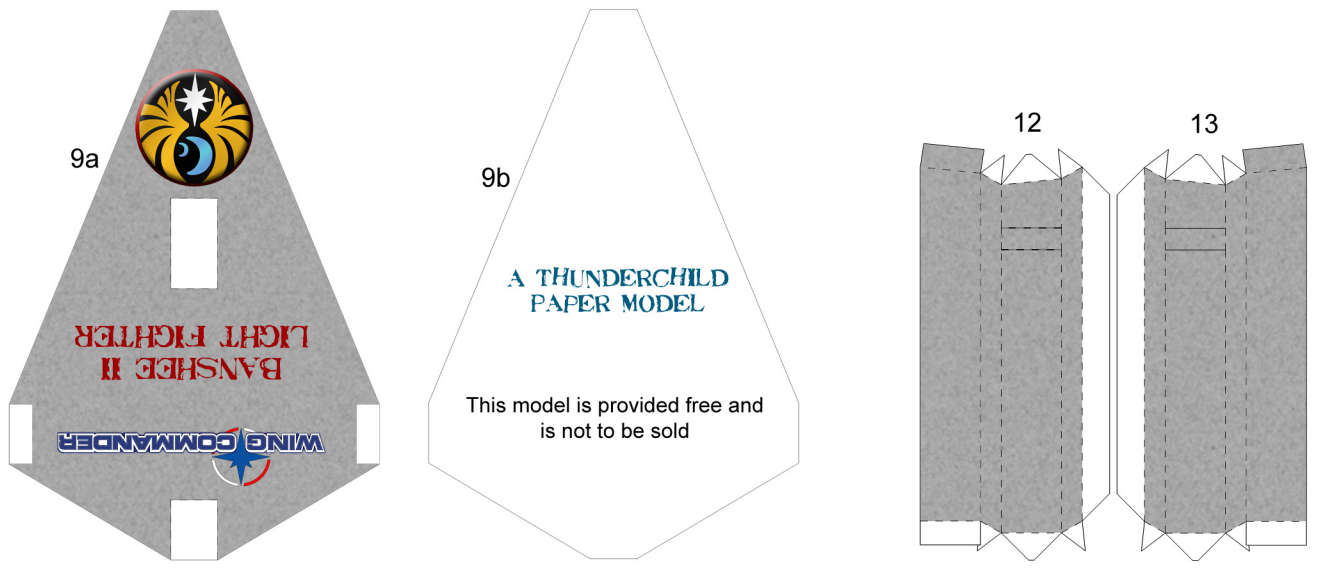 9a
BANSHEE II
LIGHT FIGHTER
WING COMMANDER
9b
A THUNDERCHILD
PAPER MODEL
This model is provided free and
is not to be sold
12
13